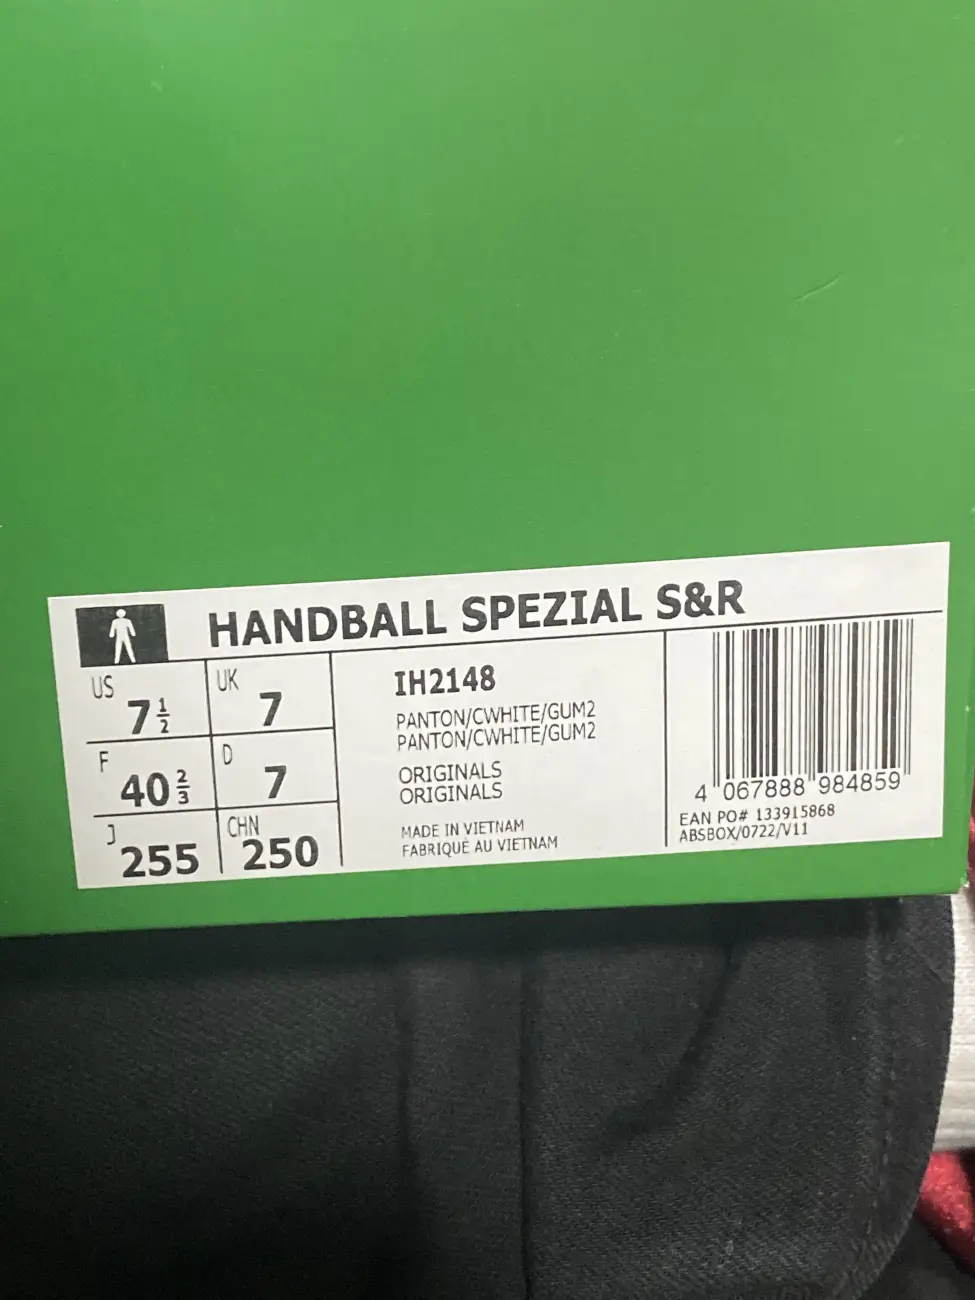 HANDBALL SPEZIAL S&R
US 7½ UK 7
F 40⅔ D 7
J 255 CHN 250
IH2148
PANTON/CWHITE/GUM2
PANTON/CWHITE/GUM2
ORIGINALS
ORIGINALS
MADE IN VIETNAM
FABRIQUÉ AU VIETNAM
4 067888 984859
EAN PO# 133915868
ABSBOX/0722/V11